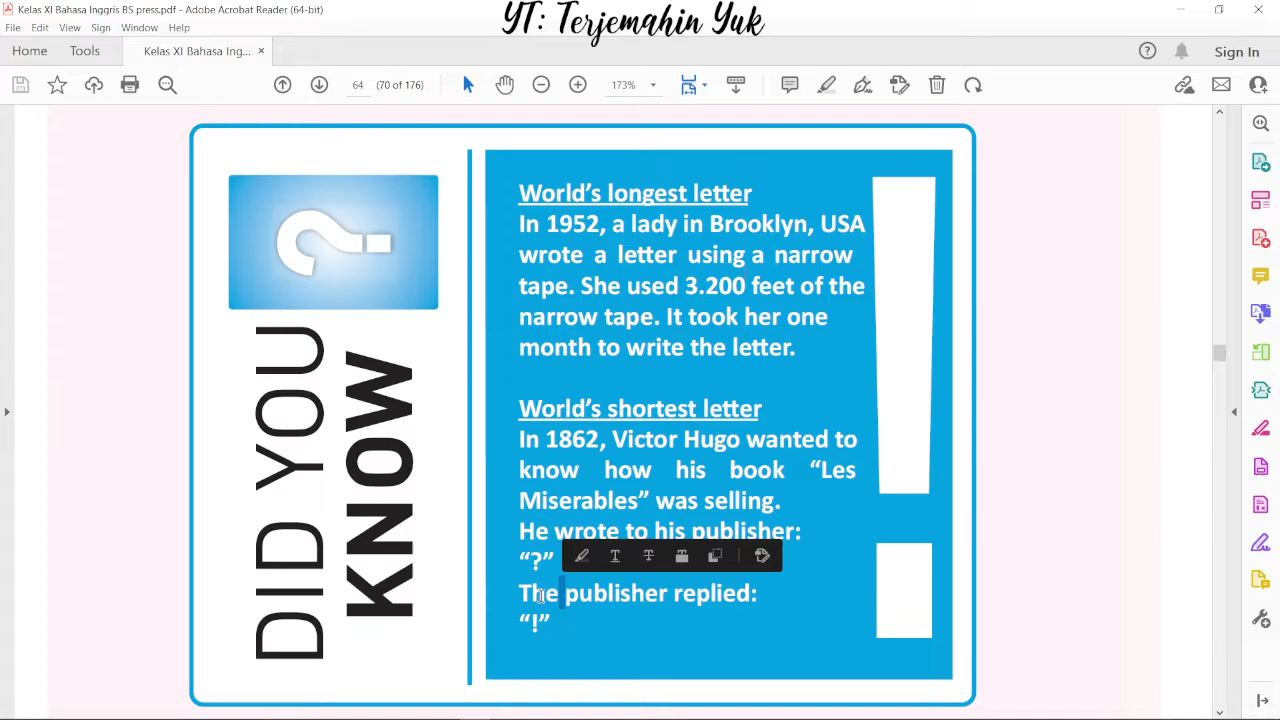 Kelas XI Bahasa Inggris BS press.pdf - Adobe Acrobat Reader (64-bit)
YT: Terjemahin Yuk
File Edit View Sign Window Help
Home Tools Kelas XI Bahasa Ing... × Sign In
64 (70 of 176) 173%
?
DID YOU
KNOW
World’s longest letter
In 1952, a lady in Brooklyn, USA
wrote a letter using a narrow
tape. She used 3.200 feet of the
narrow tape. It took her one
month to write the letter.
World’s shortest letter
In 1862, Victor Hugo wanted to
know how his book “Les
Miserables” was selling.
He wrote to his publisher:
“?”
The publisher replied:
“!”
!